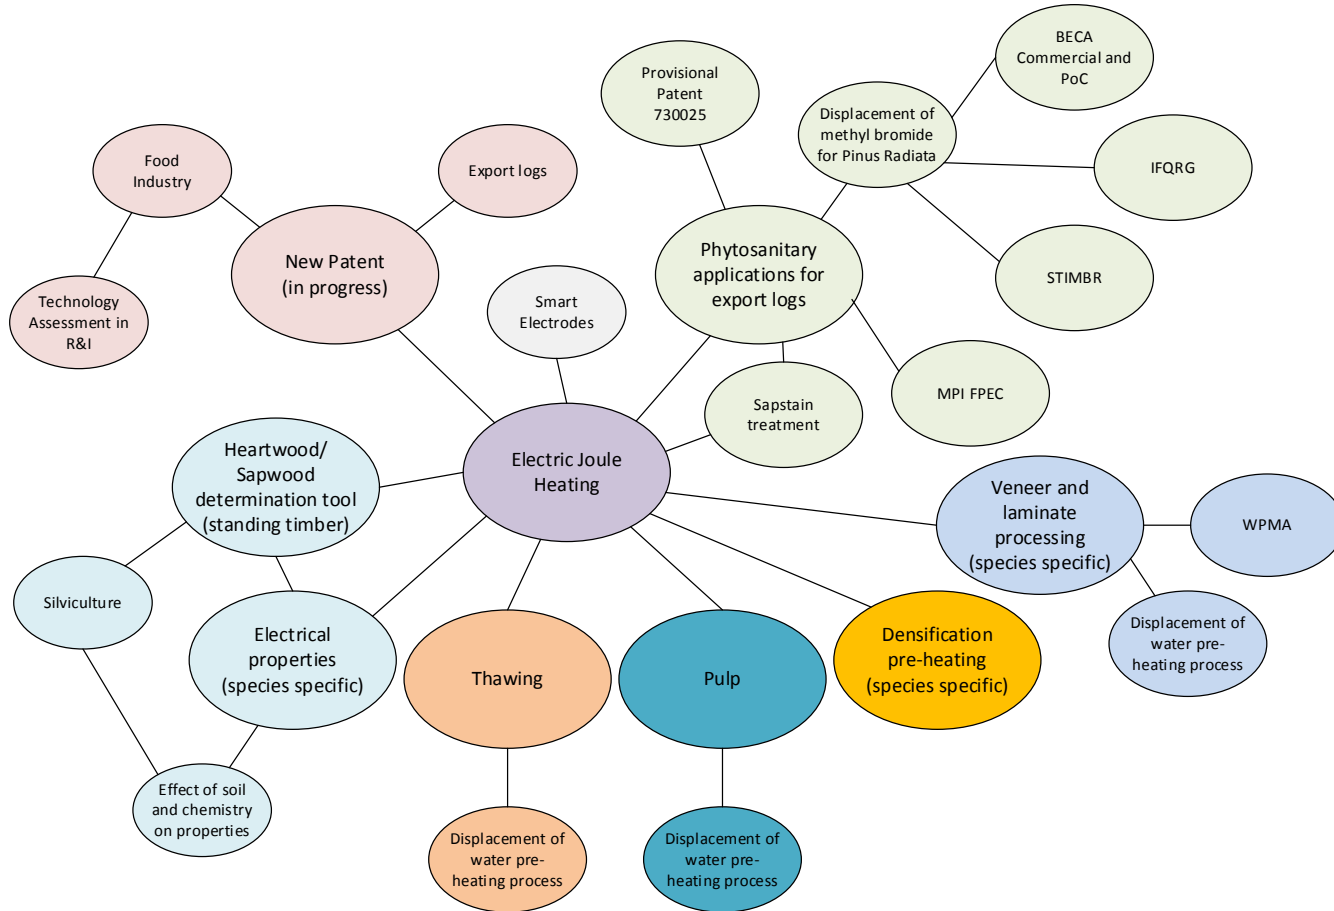 BECA
Commercial and
PoC
Provisional
Patent
730025
Displacement of
methyl bromide
for Pinus Radiata
Food
Industry
Export logs
IFQRG
New Patent
(in progress)
Phytosanitary
applications for
export logs
STIMBR
Technology
Assessment in
R&I
Smart
Electrodes
MPI FPEC
Sapstain
treatment
Heartwood/
Sapwood
determination tool
(standing timber)
Electric Joule
Heating
Veneer and
laminate
processing
(species specific)
WPMA
Silviculture
Electrical
properties
(species specific)
Thawing
Pulp
Densification
pre-heating
(species specific)
Displacement of
water pre-
heating process
Effect of soil
and chemistry
on properties
Displacement of
water pre-
heating process
Displacement of
water pre-
heating process